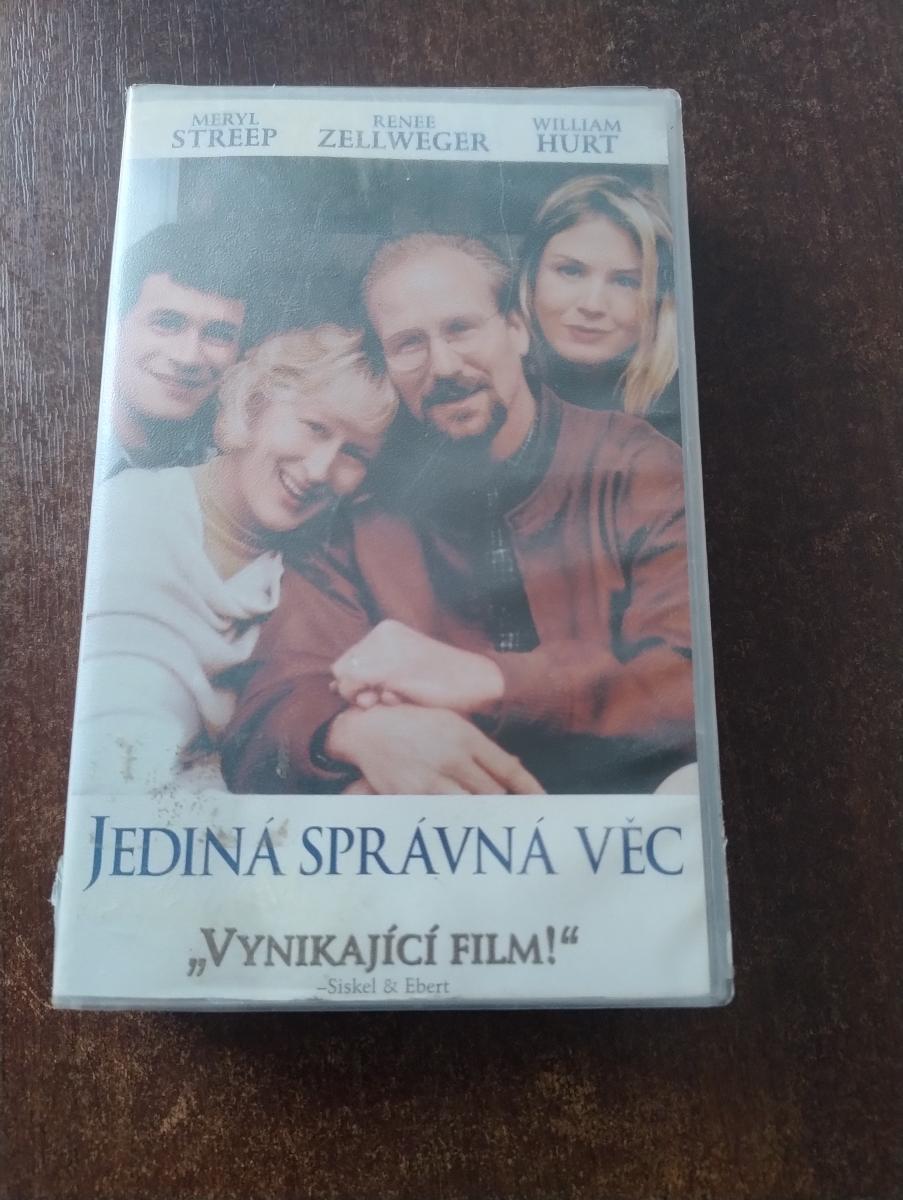 MERYL RENEE WILLIAM
STREEP ZELLWEGER HURT
JEDINÁ SPRÁVNÁ VĚC
„VYNIKAJÍCÍ FILM!“
–Siskel & Ebert